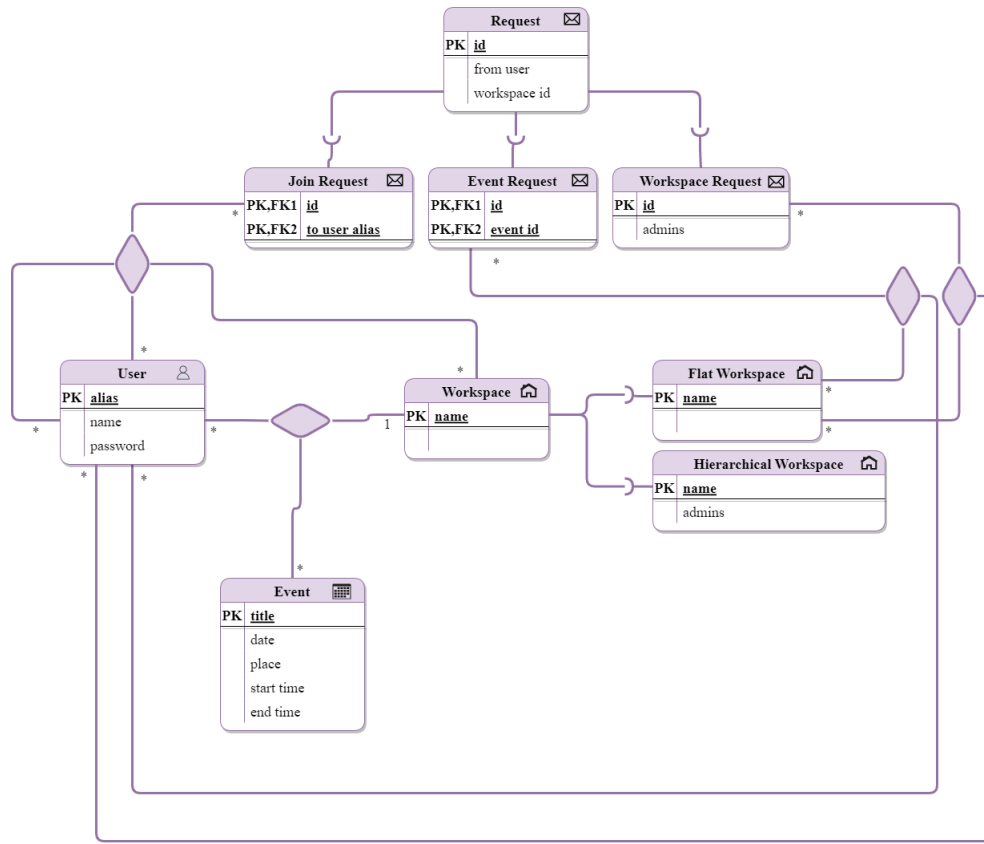 Request
PK id
from user
workspace id
Join Request
PK,FK1 id
PK,FK2 to user alias
Event Request
PK,FK1 id
PK,FK2 event id
Workspace Request
PK id
admins
*
*
*
*
*
User
PK alias
name
password
*
*
*
*
Workspace
PK name
1
Flat Workspace
PK name
*
*
Hierarchical Workspace
PK name
admins
*
Event
PK title
date
place
start time
end time